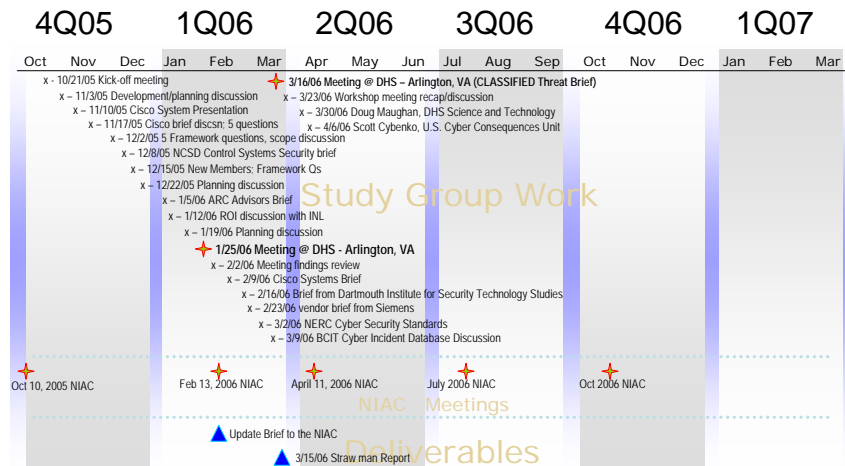 4Q05 1Q06 2Q06 3Q06 4Q06 1Q07
Oct Nov Dec Jan Feb Mar Apr May Jun Jul Aug Sep Oct Nov Dec Jan Feb Mar
x - 10/21/05 Kick-off meeting
3/16/06 Meeting @ DHS – Arlington, VA (CLASSIFIED Threat Brief)
x – 11/3/05 Development/planning discussion
x – 3/23/06 Workshop meeting recap/discussion
x – 11/10/05 Cisco System Presentation
x – 3/30/06 Doug Maughan, DHS Science and Technology
x – 11/17/05 Cisco brief discsn; 5 questions
x – 4/6/06 Scott Cybenko, U.S. Cyber Consequences Unit
x – 12/2/05 5 Framework questions, scope discussion
x – 12/8/05 NCSD Control Systems Security brief
x – 12/15/05 New Members; Framework Qs
x – 12/22/05 Planning discussion
Study Group Work
x – 1/5/06 ARC Advisors Brief
x – 1/12/06 ROI discussion with INL
x – 1/19/06 Planning discussion
1/25/06 Meeting @ DHS - Arlington, VA
x – 2/2/06 Meeting findings review
x – 2/9/06 Cisco Systems Brief
x – 2/16/06 Brief from Dartmouth Institute for Security Technology Studies
x – 2/23/06 vendor brief from Siemens
x – 3/2/06 NERC Cyber Security Standards
x – 3/9/06 BCIT Cyber Incident Database Discussion
Oct 10, 2005 NIAC
Feb 13, 2006 NIAC
April 11, 2006 NIAC
July 2006 NIAC
Oct 2006 NIAC
NIAC Meetings
Update Brief to the NIAC
Deliverables
3/15/06 Straw man Report